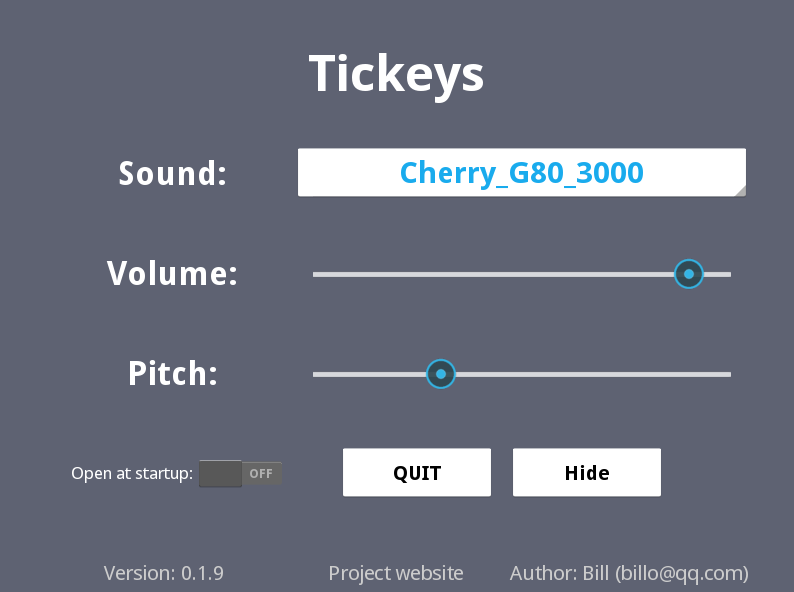 Tickeys
Sound: Cherry_G80_3000
Volume:
Pitch:
Open at startup: OFF QUIT Hide
Version: 0.1.9 Project website Author: Bill (billo@qq.com)